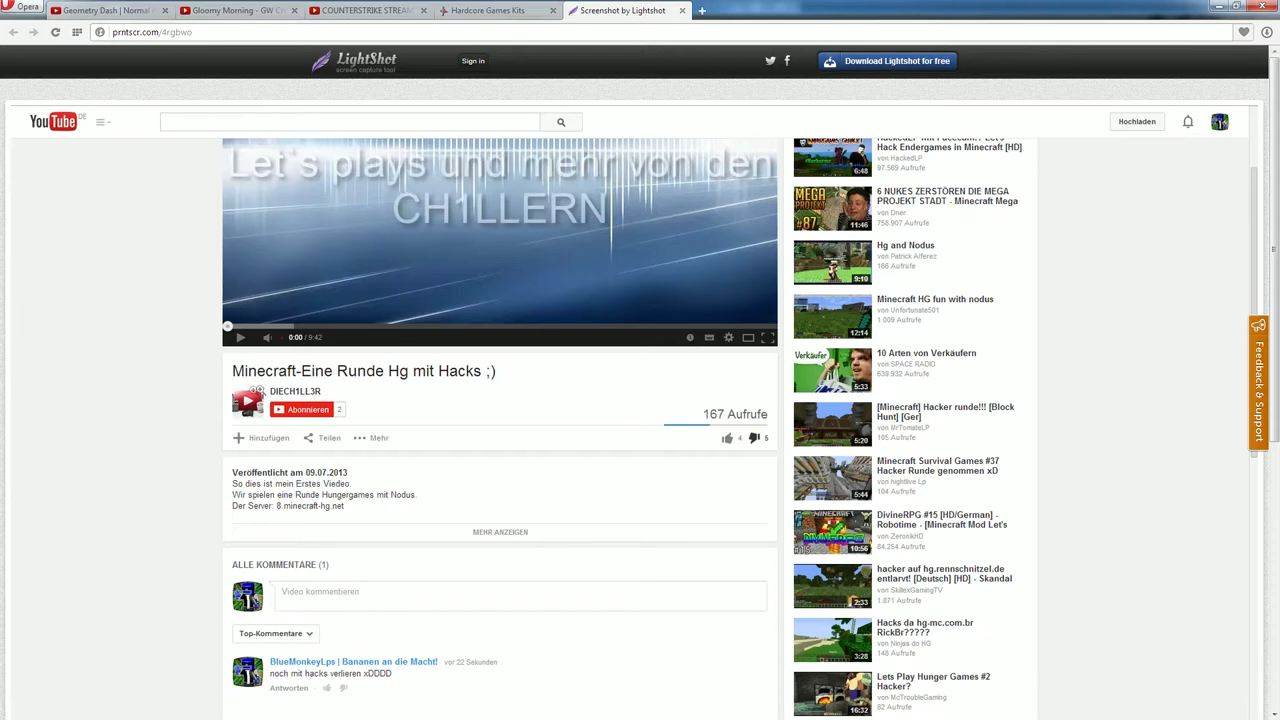 Opera
Geometry Dash | Normal
Gloomy Morning - GW Cr
COUNTERSTRIKE STREAM
Hardcore Games Kits
Screenshot by Lightshot
prntscr.com/4rgbwo
LightShot
screen capture tool
Sign in
Download Lightshot for free
YouTube DE
Hochladen
Let's plays und mehr von den
CH1LLERN
0:00 / 9:42
Minecraft-Eine Runde Hg mit Hacks ;)
DIECH1LL3R
Abonnieren 2
167 Aufrufe
Hinzufügen Teilen Mehr
4 5
Veröffentlicht am 09.07.2013
So dies ist mein Erstes Viedeo.
Wir spielen eine Runde Hungergames mit Nodus.
Der Server: 8.minecraft-hg.net
MEHR ANZEIGEN
ALLE KOMMENTARE (1)
Video kommentieren
Top-Kommentare
BlueMonkeyLps | Bananen an die Macht! vor 22 Sekunden
noch mit hacks verlieren xDDDD
Antworten
Hack Endergames in Minecraft [HD]
von HackedLP
97.569 Aufrufe
6:48
6 NUKES ZERSTÖREN DIE MEGA
PROJEKT STADT - Minecraft Mega
von Dner
758.907 Aufrufe
MEGA
PROJEKT
#87
11:46
Hg and Nodus
von Patrick Alferez
166 Aufrufe
9:10
Minecraft HG fun with nodus
von Unfortunate501
1.009 Aufrufe
12:14
10 Arten von Verkäufern
von SPACE RADIO
639.932 Aufrufe
Verkäufer
5:33
[Minecraft] Hacker runde!!! [Block
Hunt] [Ger]
von MrTomateLP
105 Aufrufe
5:20
Minecraft Survival Games #37
Hacker Runde genommen xD
von hightlive Lp
104 Aufrufe
5:44
DivineRPG #15 [HD/German] -
Robotime - [Minecraft Mod Let's
von ZeronikHD
84.254 Aufrufe
10:56
hacker auf hg.rennschnitzel.de
entlarvt! [Deutsch] [HD] - Skandal
von SkillexGamingTV
1.871 Aufrufe
2:33
Hacks da hg-mc.com.br
RickBr?????
von Ninjas do HG
148 Aufrufe
3:28
Lets Play Hunger Games #2
Hacker?
von McTroubleGaming
82 Aufrufe
16:32
Feedback & Support